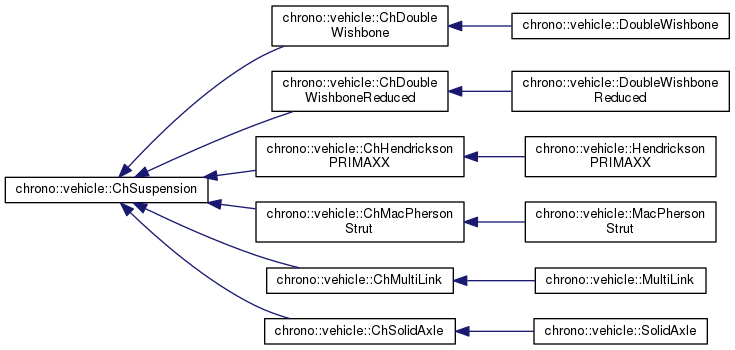 chrono::vehicle::ChSuspension
chrono::vehicle::ChDouble
Wishbone
chrono::vehicle::DoubleWishbone
chrono::vehicle::ChDouble
WishboneReduced
chrono::vehicle::DoubleWishbone
Reduced
chrono::vehicle::ChHendrickson
PRIMAXX
chrono::vehicle::Hendrickson
PRIMAXX
chrono::vehicle::ChMacPherson
Strut
chrono::vehicle::MacPherson
Strut
chrono::vehicle::ChMultiLink
chrono::vehicle::MultiLink
chrono::vehicle::ChSolidAxle
chrono::vehicle::SolidAxle